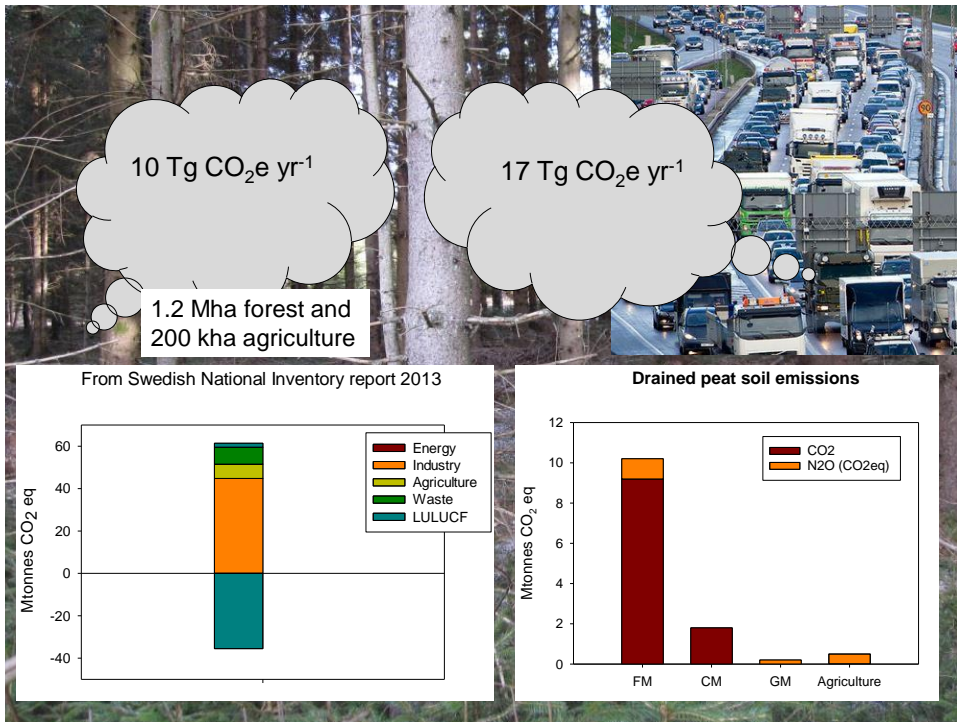 10 Tg CO₂e yr⁻¹
17 Tg CO₂e yr⁻¹
90
1.2 Mha forest and
200 kha agriculture
From Swedish National Inventory report 2013
Mtonnes CO₂ eq
60
40
20
0
-20
-40
Energy
Industry
Agriculture
Waste
LULUCF
Drained peat soil emissions
Mtonnes CO₂ eq
12
10
8
6
4
2
0
CO2
N2O (CO2eq)
FM CM GM Agriculture